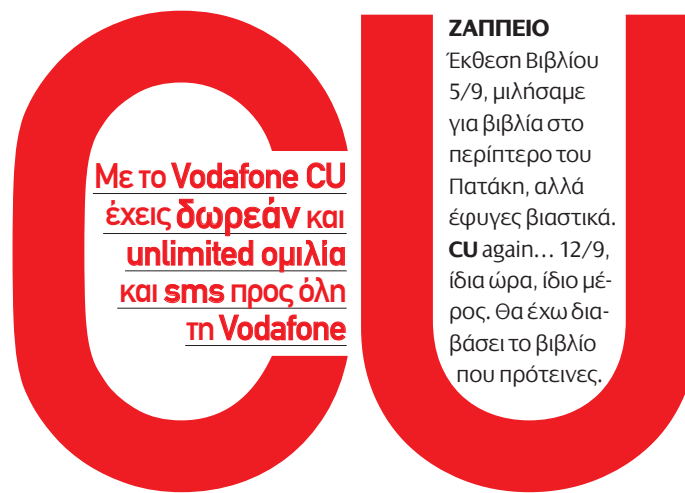 CU
Με το Vodafone CU
έχεις δωρεάν και
unlimited ομιλία
και sms προς όλη
τη Vodafone
ΖΑΠΠΕΙΟ
Έκθεση Βιβλίου
5/9, μιλήσαμε
για βιβλία στο
περίπτερο του
Πατάκη, αλλά
έφυγες βιαστικά.
CU again... 12/9,
ίδια ώρα, ίδιο μέ-
ρος. Θα έχω δια-
βάσει το βιβλίο
που πρότεινες.